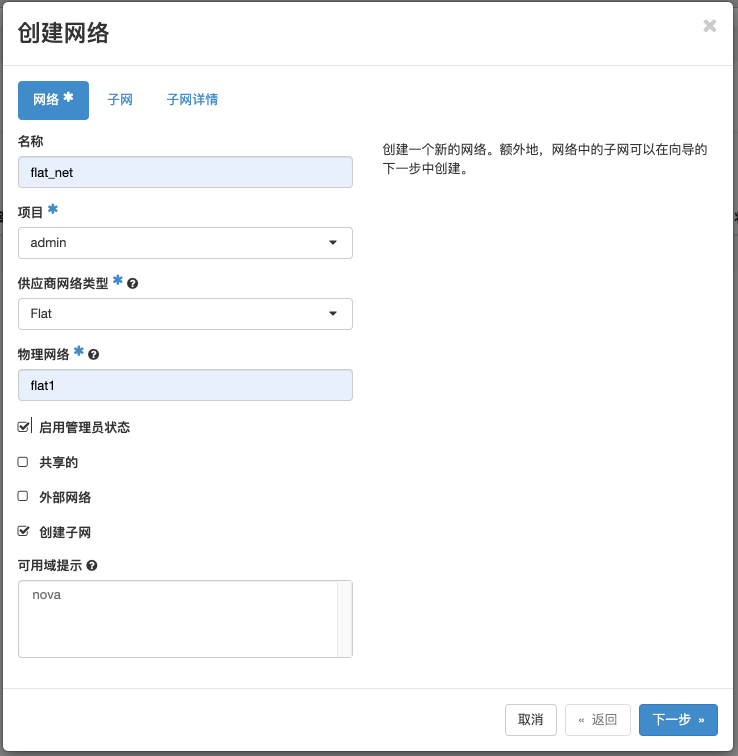 创建网络
网络 * 子网 子网详情
名称
flat_net
创建一个新的网络。额外地，网络中的子网可以在向导的
下一步中创建。
项目 *
admin
供应商网络类型 *
Flat
物理网络 *
flat1
启用管理员状态
共享的
外部网络
创建子网
可用域提示
nova
取消 « 返回 下一步 »